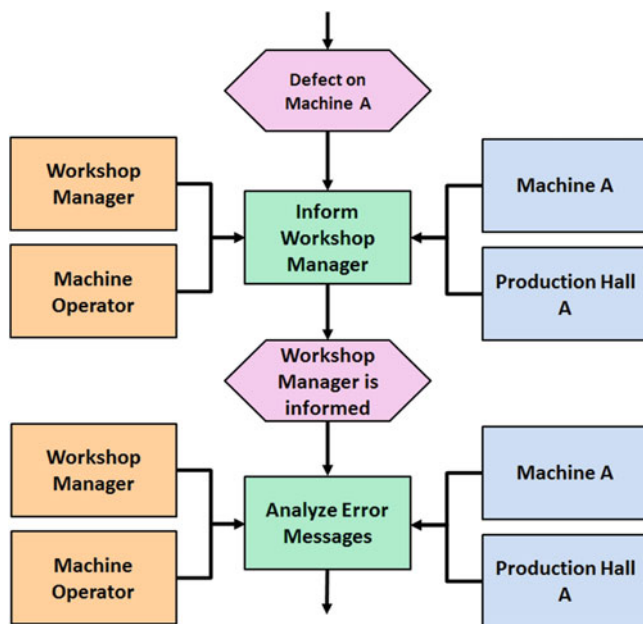 Defect on
Machine A
Workshop
Manager
Machine
Operator
Inform
Workshop
Manager
Machine A
Production Hall
A
Workshop
Manager is
informed
Workshop
Manager
Machine
Operator
Analyze Error
Messages
Machine A
Production Hall
A